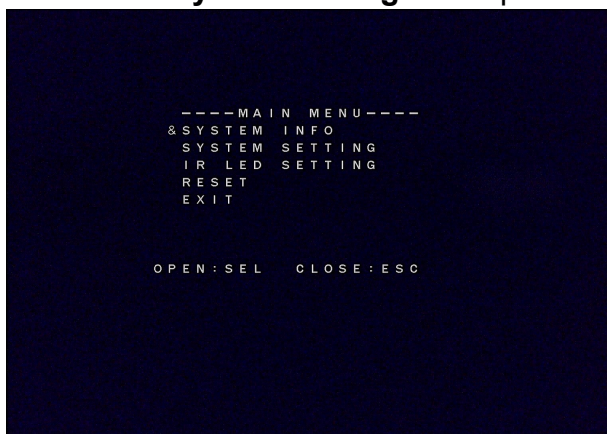 ----MAIN MENU----
&SYSTEM INFO
SYSTEM SETTING
IR LED SETTING
RESET
EXIT
OPEN:SEL CLOSE:ESC